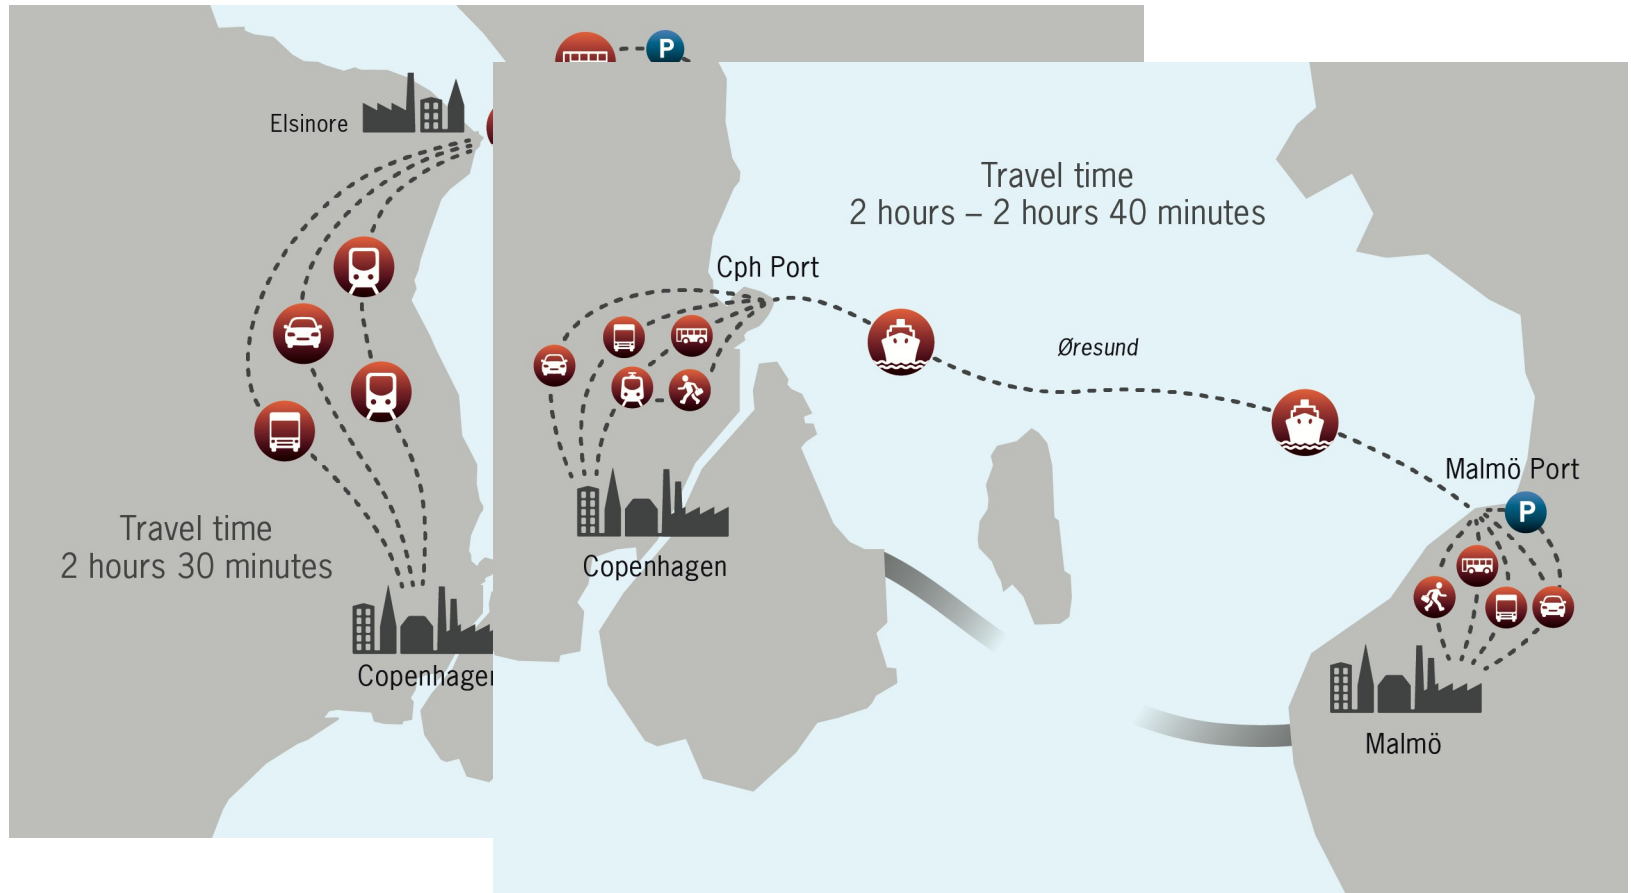 P
Elsinore
Travel time
2 hours 30 minutes
Copenhagen
Travel time
2 hours – 2 hours 40 minutes
Cph Port
Øresund
Malmö Port
P
Copenhagen
Malmö